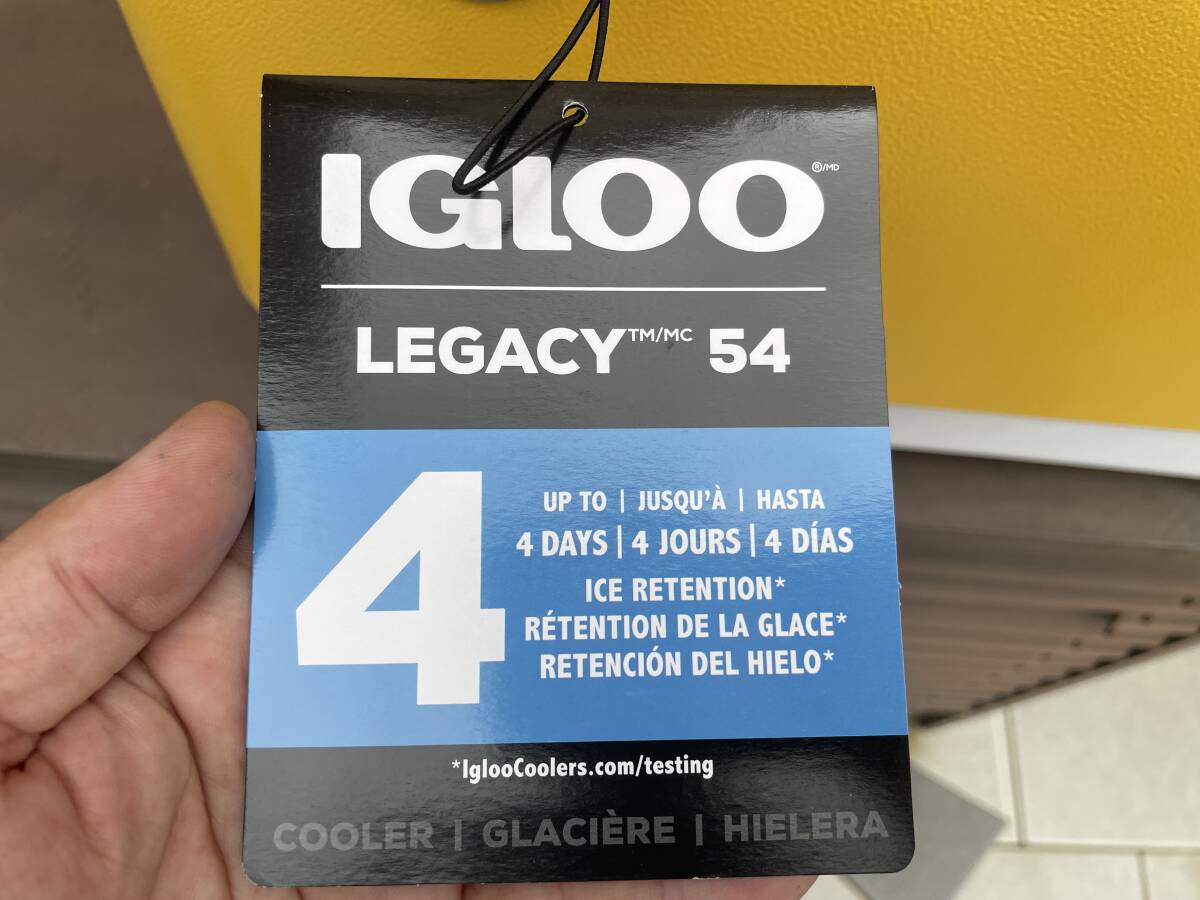 IGLOO®/MD
LEGACY™/MC 54
4
UP TO | JUSQU'À | HASTA
4 DAYS | 4 JOURS | 4 DÍAS
ICE RETENTION*
RÉTENTION DE LA GLACE*
RETENCIÓN DEL HIELO*
*IglooCoolers.com/testing
COOLER | GLACIÈRE | HIELERA